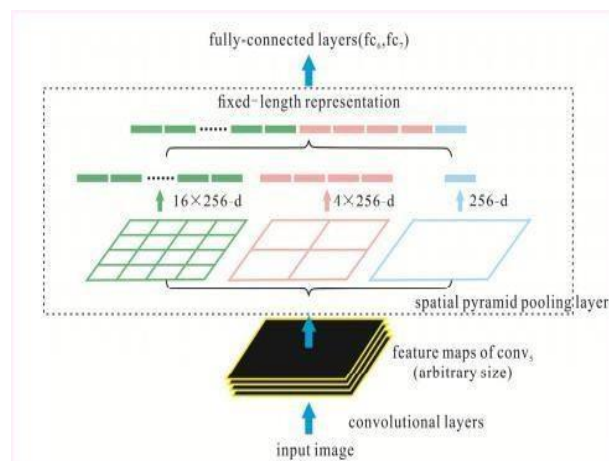 fully-connected layers(fc₆,fc₇)
fixed-length representation
16×256-d
4×256-d
256-d
spatial pyramid pooling layer
feature maps of conv₅
(arbitrary size)
convolutional layers
input image